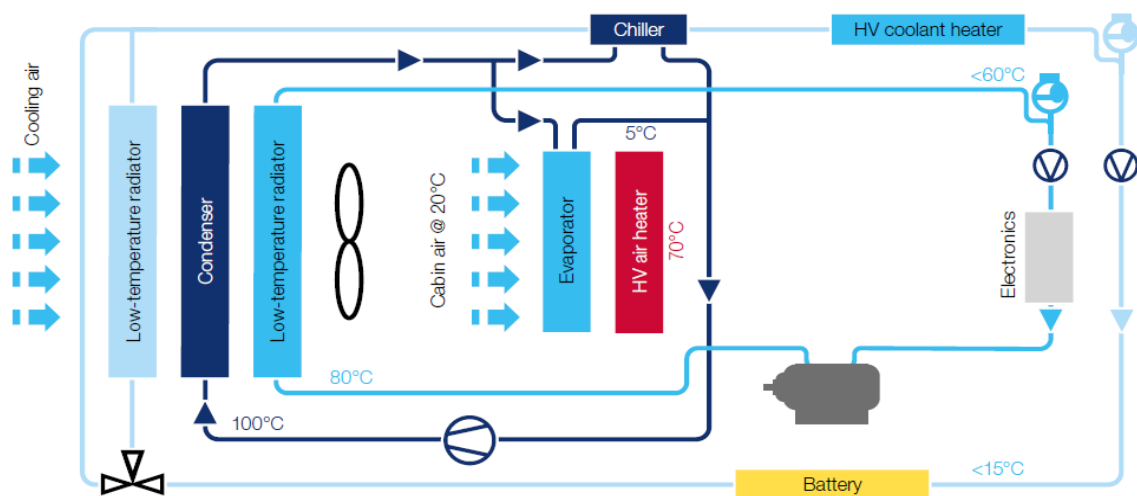 Chiller
HV coolant heater
Cooling air
<60°C
Low-temperature radiator
Condenser
Low-temperature radiator
Cabin air @ 20°C
5°C
Evaporator
HV air heater
70°C
Electronics
80°C
100°C
Battery
<15°C